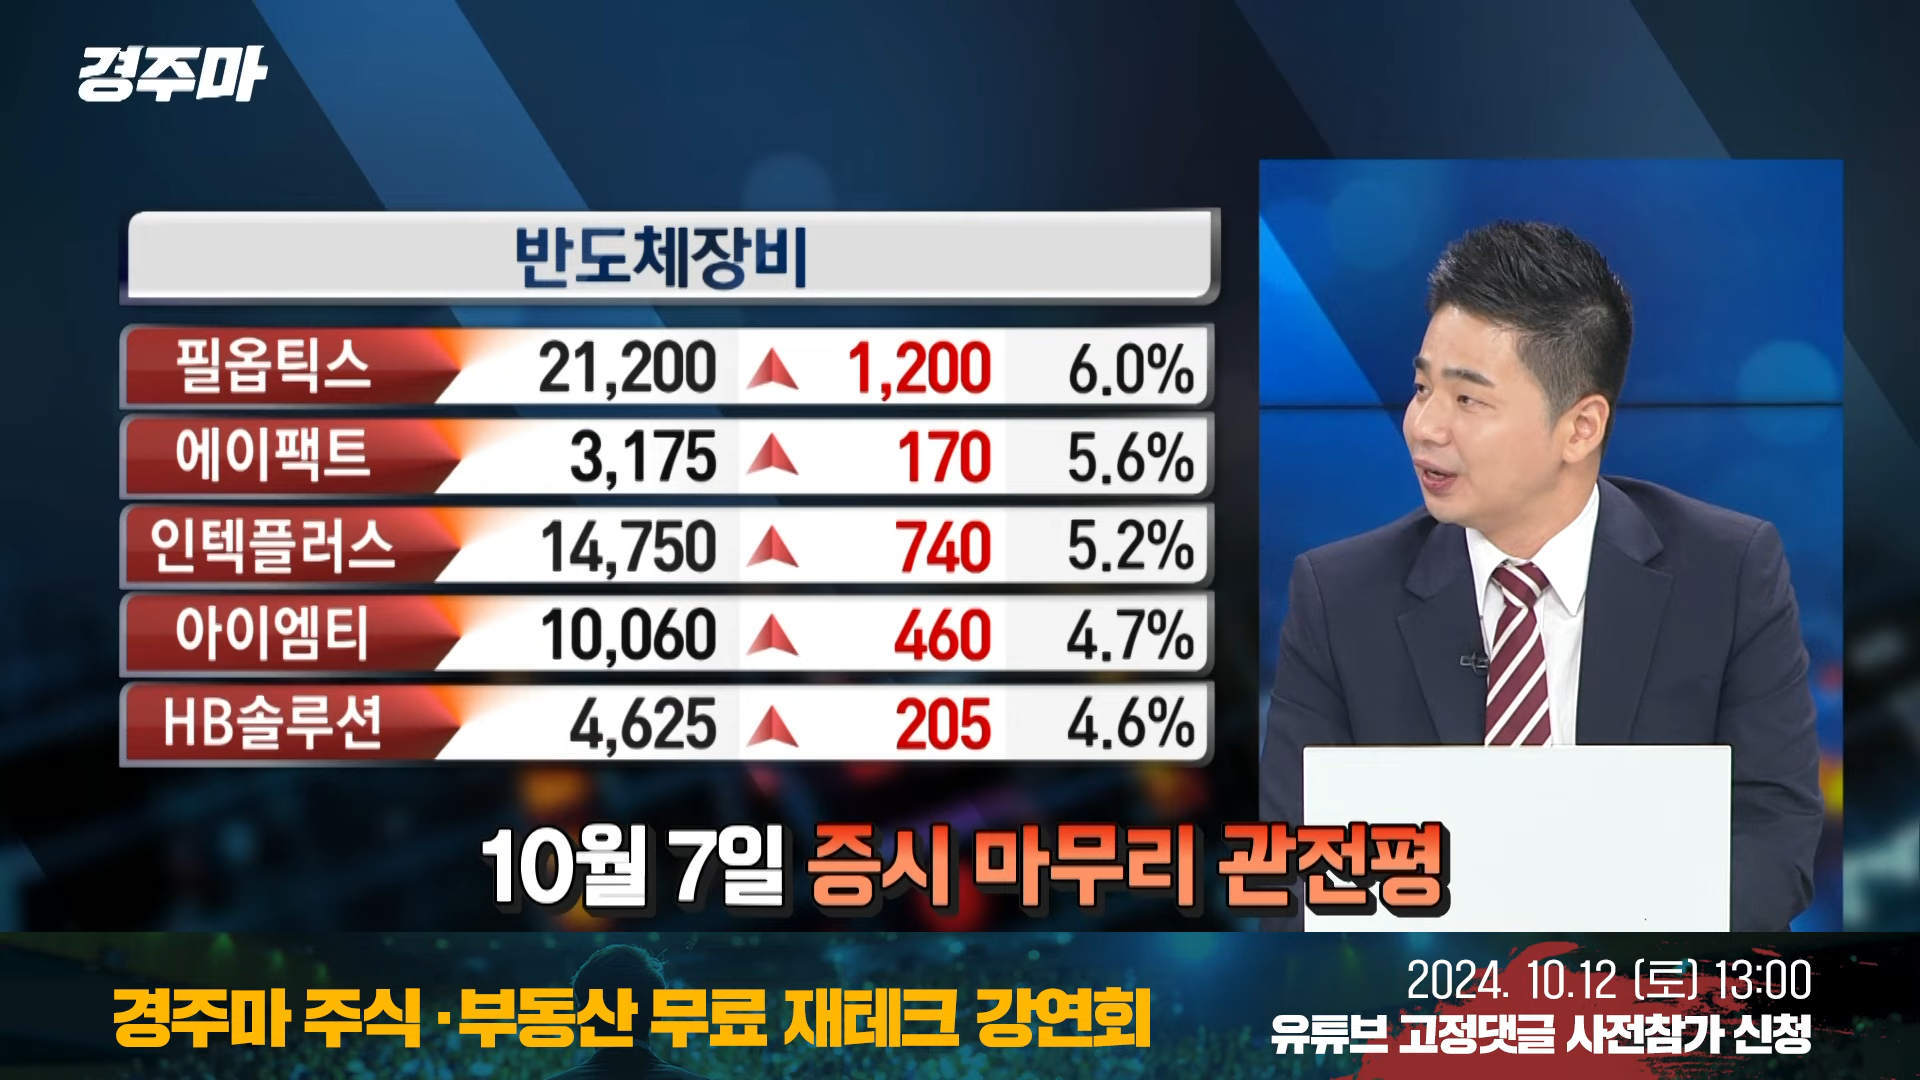 경주마
반도체장비
필옵틱스 21,200 ▲ 1,200 6.0%
에이팩트 3,175 ▲ 170 5.6%
인텍플러스 14,750 ▲ 740 5.2%
아이엠티 10,060 ▲ 460 4.7%
HB솔루션 4,625 ▲ 205 4.6%
10월 7일 증시 마무리 관전평
경주마 주식·부동산 무료 재테크 강연회
2024. 10.12 (토) 13:00
유튜브 고정댓글 사전참가 신청